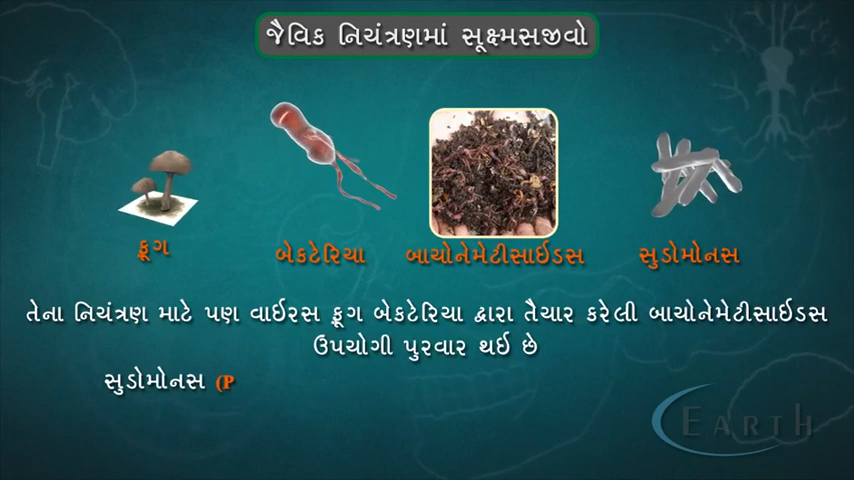 જૈવિક નિયંત્રણમાં સૂક્ષ્મસજીવો
ફૂગ
બેક્ટેરિયા
બાયોનેમેટીસાઈડસ
સુડોમોનસ
તેના નિયંત્રણ માટે પણ વાઈરસ ફૂગ બેક્ટેરિયા દ્વારા તૈયાર કરેલી બાયોનેમેટીસાઈડસ
ઉપયોગી પુરવાર થઈ છે
સુડોમોનસ (P
EARTH